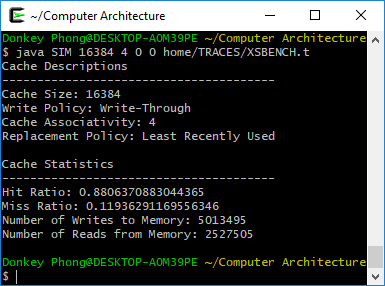 ~/Computer Architecture
Donkey Phong@DESKTOP-AOM39PE ~/Computer Architecture
$ java SIM 16384 4 0 0 home/TRACES/XSBENCH.t
Cache Descriptions
-------------------------------------
Cache Size: 16384
Write Policy: Write-Through
Cache Associativity: 4
Replacement Policy: Least Recently Used
Cache Statistics
-------------------------------------
Hit Ratio: 0.8806370883044365
Miss Ratio: 0.11936291169556346
Number of Writes to Memory: 5013495
Number of Reads from Memory: 2527505
Donkey Phong@DESKTOP-AOM39PE ~/Computer Architecture
$